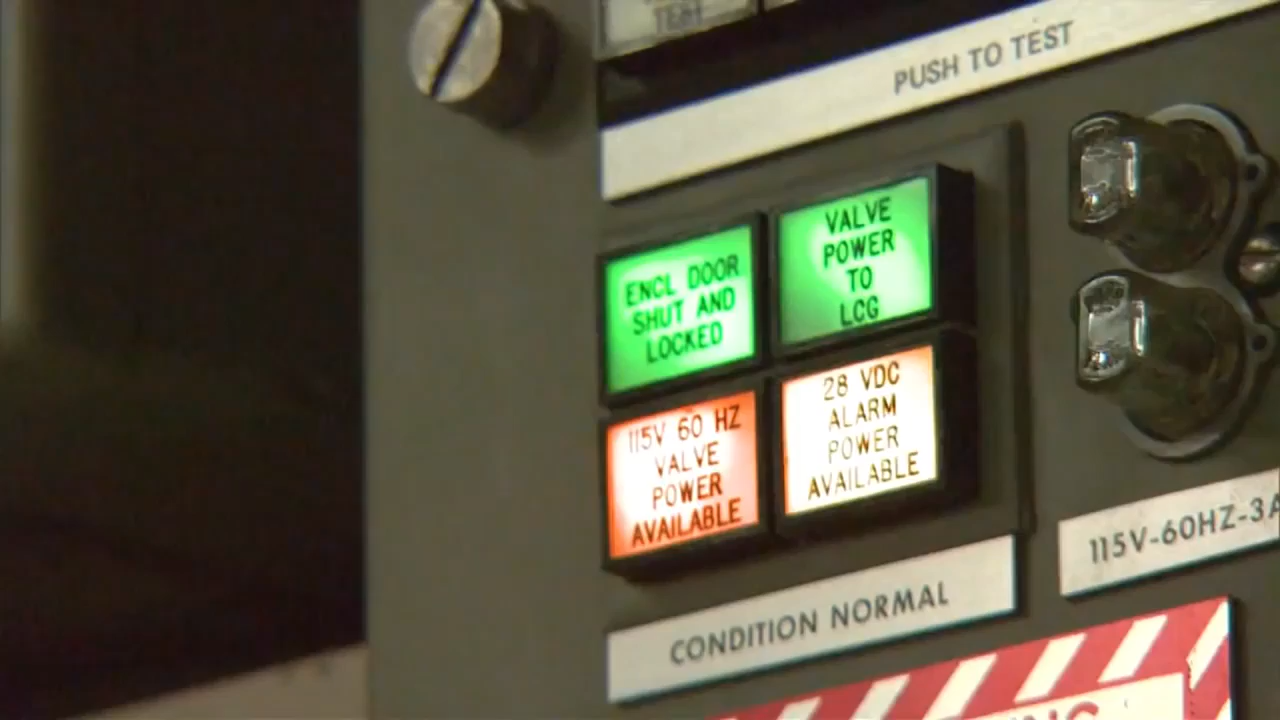 TEST
PUSH TO TEST
ENCL DOOR
SHUT AND
LOCKED
VALVE
POWER
TO
LCG
115V 60 HZ
VALVE
POWER
AVAILABLE
28 VDC
ALARM
POWER
AVAILABLE
115V-60HZ-3A
CONDITION NORMAL